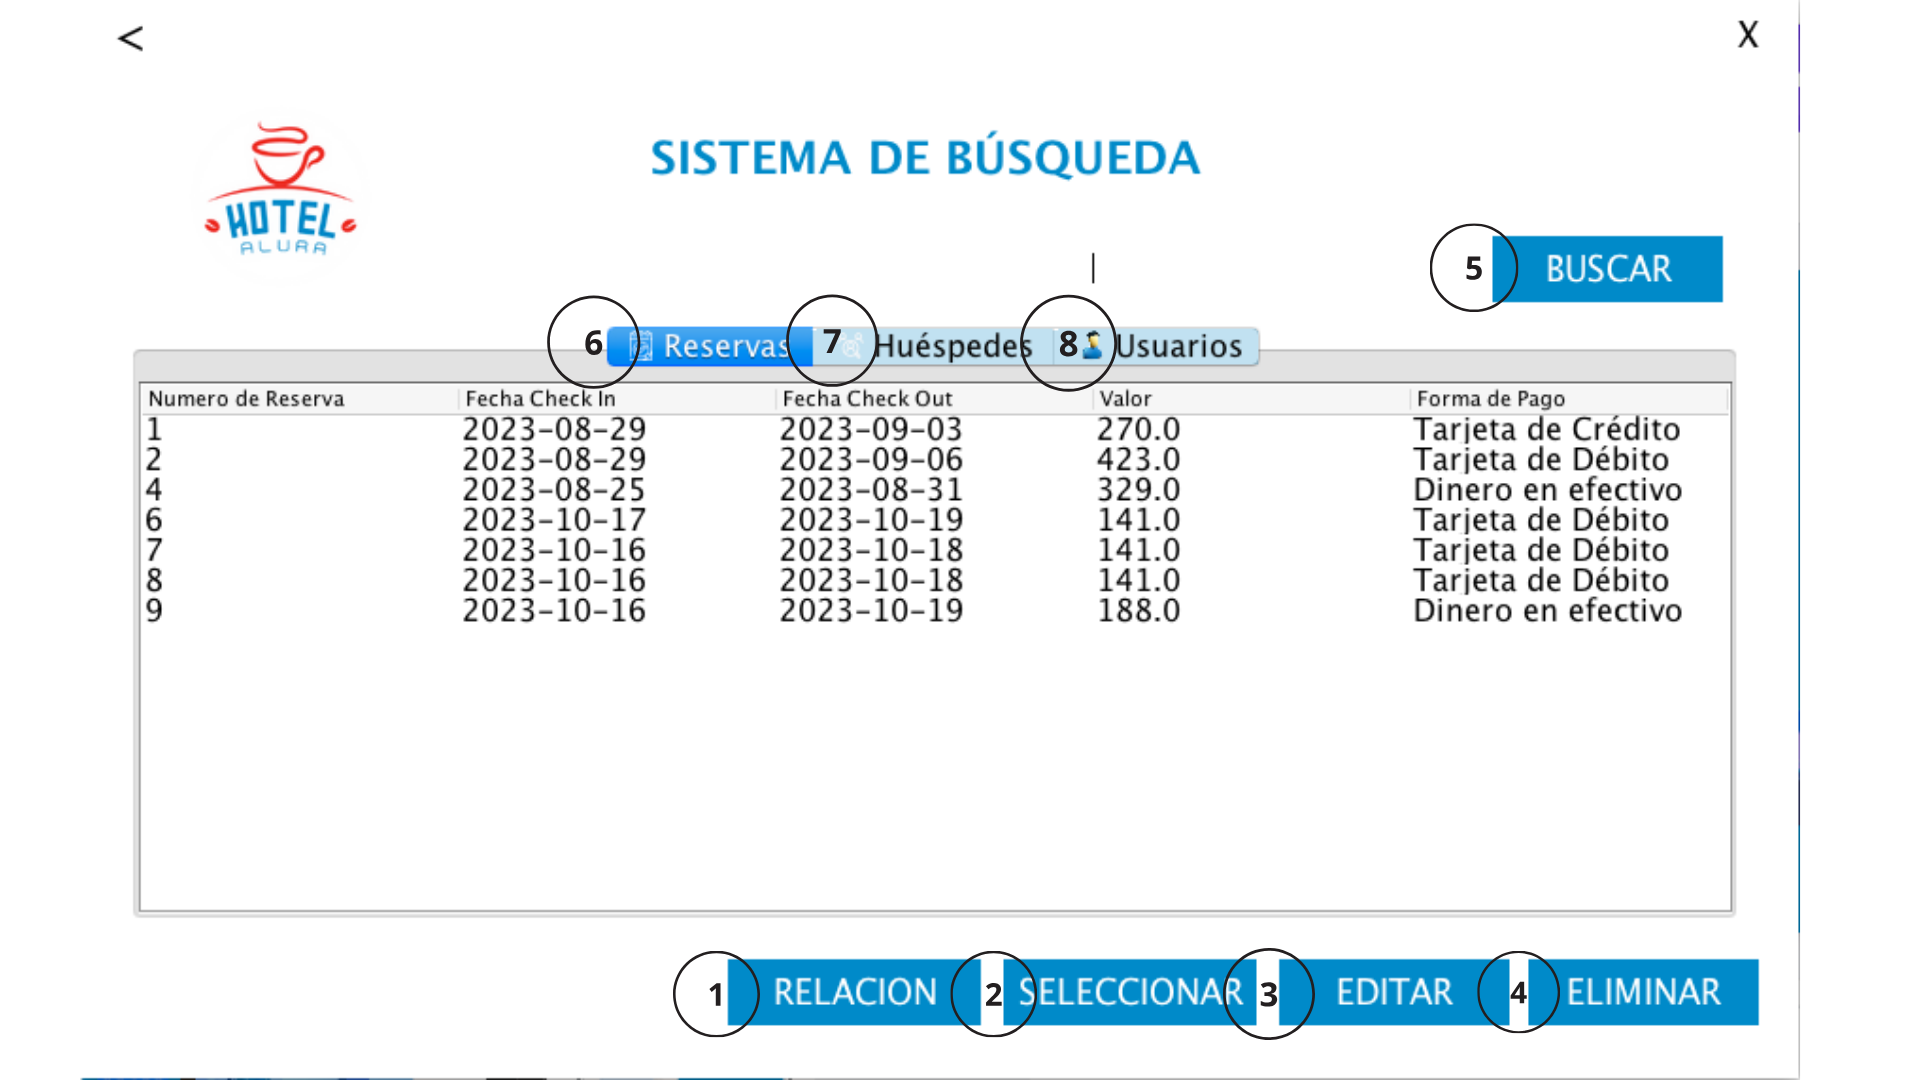 < X
HOTEL
ALURA
SISTEMA DE BÚSQUEDA
5 BUSCAR
6 Reservas 7 Huéspedes 8 Usuarios
Numero de Reserva Fecha Check In Fecha Check Out Valor Forma de Pago
1 2023-08-29 2023-09-03 270.0 Tarjeta de Crédito
2 2023-08-29 2023-09-06 423.0 Tarjeta de Débito
4 2023-08-25 2023-08-31 329.0 Dinero en efectivo
6 2023-10-17 2023-10-19 141.0 Tarjeta de Débito
7 2023-10-16 2023-10-18 141.0 Tarjeta de Débito
8 2023-10-16 2023-10-18 141.0 Tarjeta de Débito
9 2023-10-16 2023-10-19 188.0 Dinero en efectivo
1 RELACION 2 SELECCIONAR 3 EDITAR 4 ELIMINAR